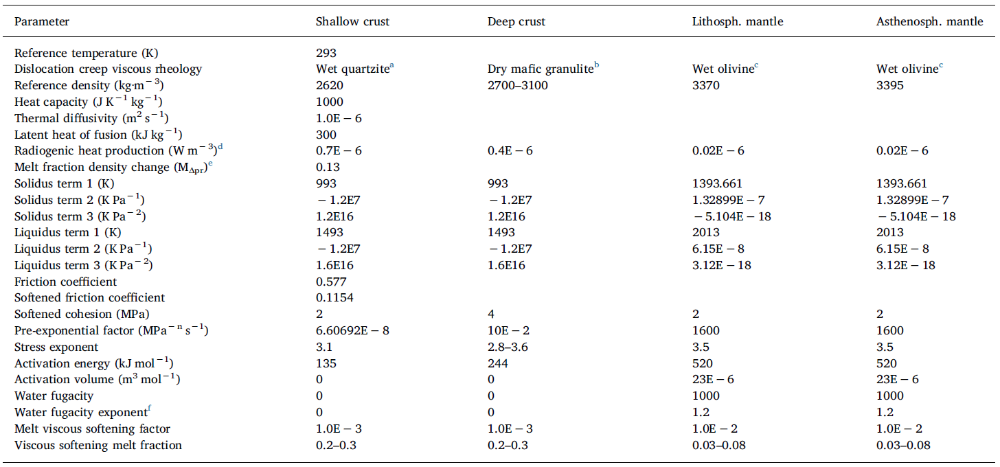 Parameter Shallow crust Deep crust Lithosph. mantle Asthenosph. mantle
Reference temperature (K) 293
Dislocation creep viscous rheology Wet quartziteᵃ Dry mafic granuliteᵇ Wet olivineᶜ Wet olivineᶜ
Reference density (kg·m⁻³) 2620 2700–3100 3370 3395
Heat capacity (J K⁻¹ kg⁻¹) 1000
Thermal diffusivity (m² s⁻¹) 1.0E − 6
Latent heat of fusion (kJ kg⁻¹) 300
Radiogenic heat production (W m⁻³)ᵈ 0.7E − 6 0.4E − 6 0.02E − 6 0.02E − 6
Melt fraction density change (MΔpr)ᵉ 0.13
Solidus term 1 (K) 993 993 1393.661 1393.661
Solidus term 2 (K Pa⁻¹) − 1.2E7 − 1.2E7 1.32899E − 7 1.32899E − 7
Solidus term 3 (K Pa⁻²) 1.2E16 1.2E16 − 5.104E − 18 − 5.104E − 18
Liquidus term 1 (K) 1493 1493 2013 2013
Liquidus term 2 (K Pa⁻¹) − 1.2E7 − 1.2E7 6.15E − 8 6.15E − 8
Liquidus term 3 (K Pa⁻²) 1.6E16 1.6E16 3.12E − 18 3.12E − 18
Friction coefficient 0.577
Softened friction coefficient 0.1154
Softened cohesion (MPa) 2 4 2 2
Pre-exponential factor (MPa⁻ⁿ s⁻¹) 6.60692E − 8 10E − 2 1600 1600
Stress exponent 3.1 2.8–3.6 3.5 3.5
Activation energy (kJ mol⁻¹) 135 244 520 520
Activation volume (m³ mol⁻¹) 0 0 23E − 6 23E − 6
Water fugacity 0 0 1000 1000
Water fugacity exponentᶠ 0 0 1.2 1.2
Melt viscous softening factor 1.0E − 3 1.0E − 3 1.0E − 2 1.0E − 2
Viscous softening melt fraction 0.2–0.3 0.2–0.3 0.03–0.08 0.03–0.08